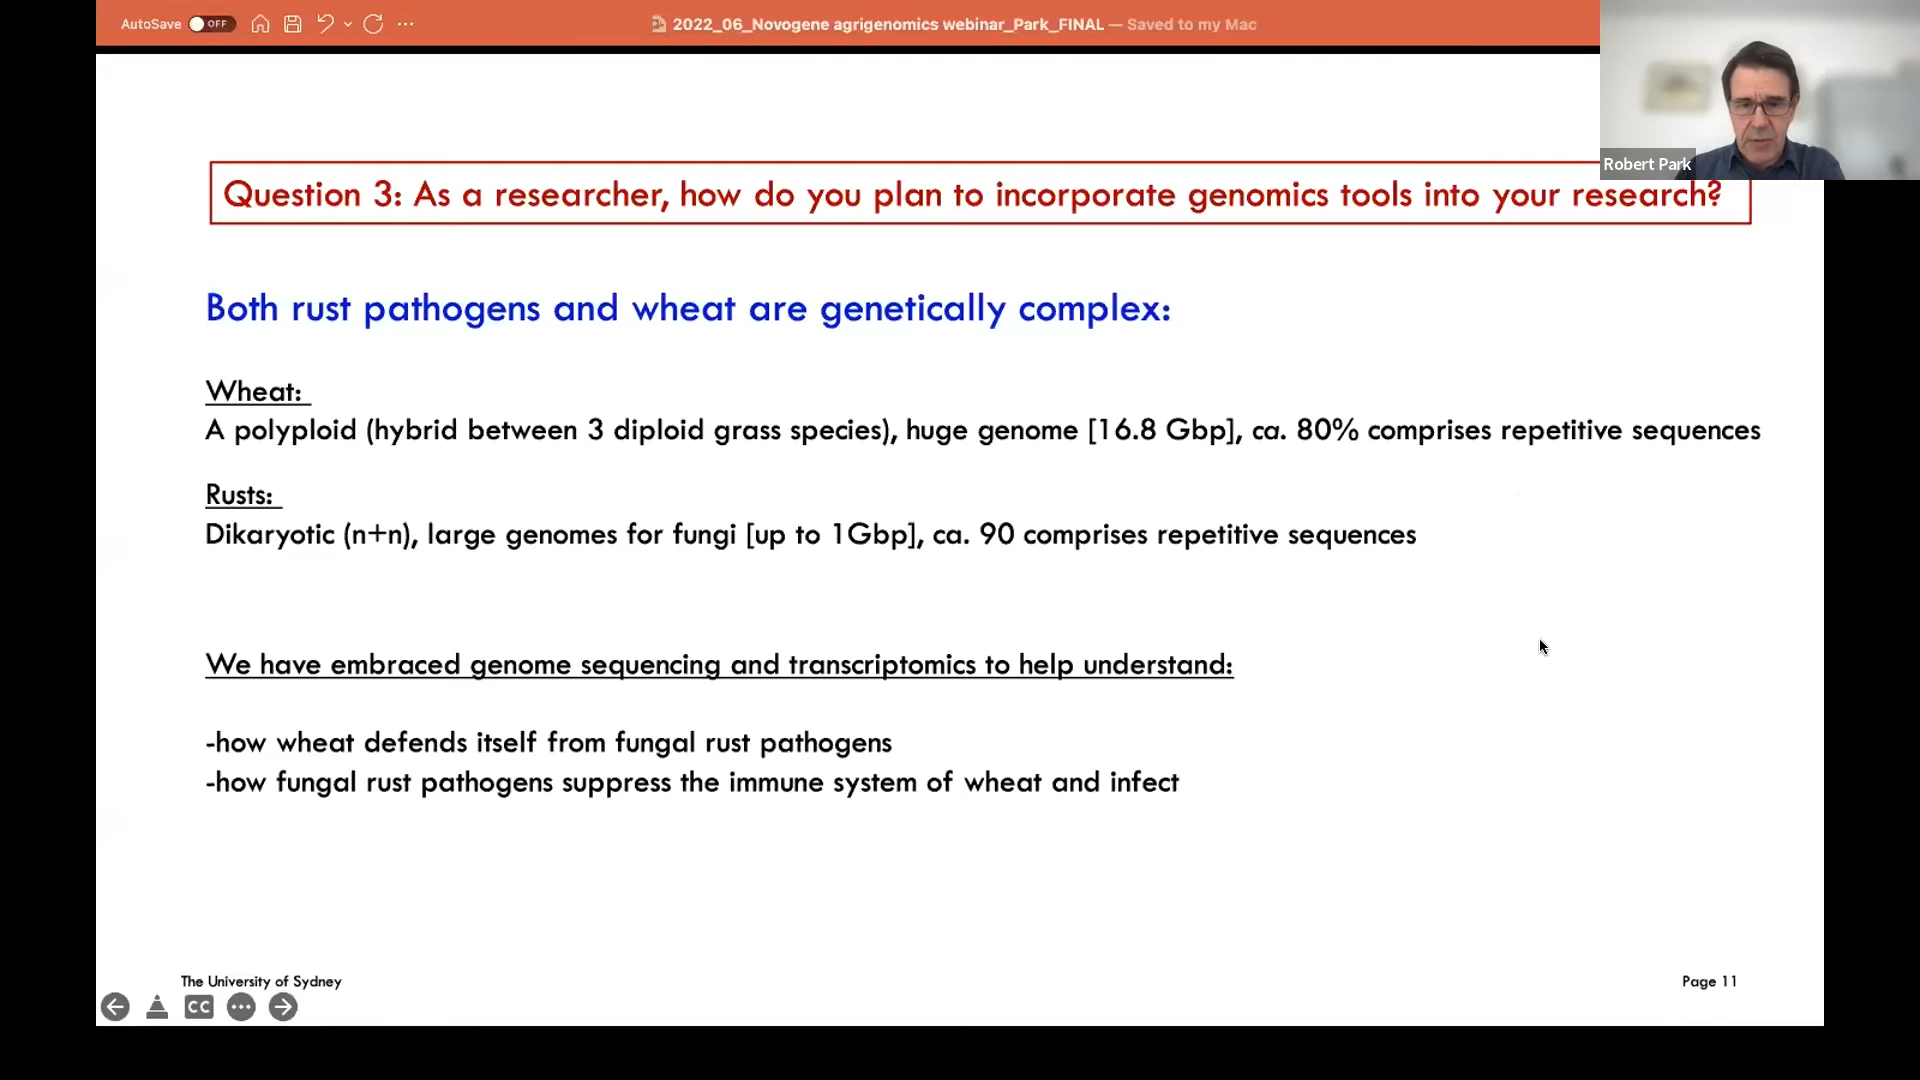 AutoSave OFF
2022_06_Novogene agrigenomics webinar_Park_FINAL — Saved to my Mac
Robert Park
Question 3: As a researcher, how do you plan to incorporate genomics tools into your research?
Both rust pathogens and wheat are genetically complex:
Wheat:
A polyploid (hybrid between 3 diploid grass species), huge genome [16.8 Gbp], ca. 80% comprises repetitive sequences
Rusts:
Dikaryotic (n+n), large genomes for fungi [up to 1Gbp], ca. 90 comprises repetitive sequences
We have embraced genome sequencing and transcriptomics to help understand:
-how wheat defends itself from fungal rust pathogens
-how fungal rust pathogens suppress the immune system of wheat and infect
The University of Sydney
Page 11
CC